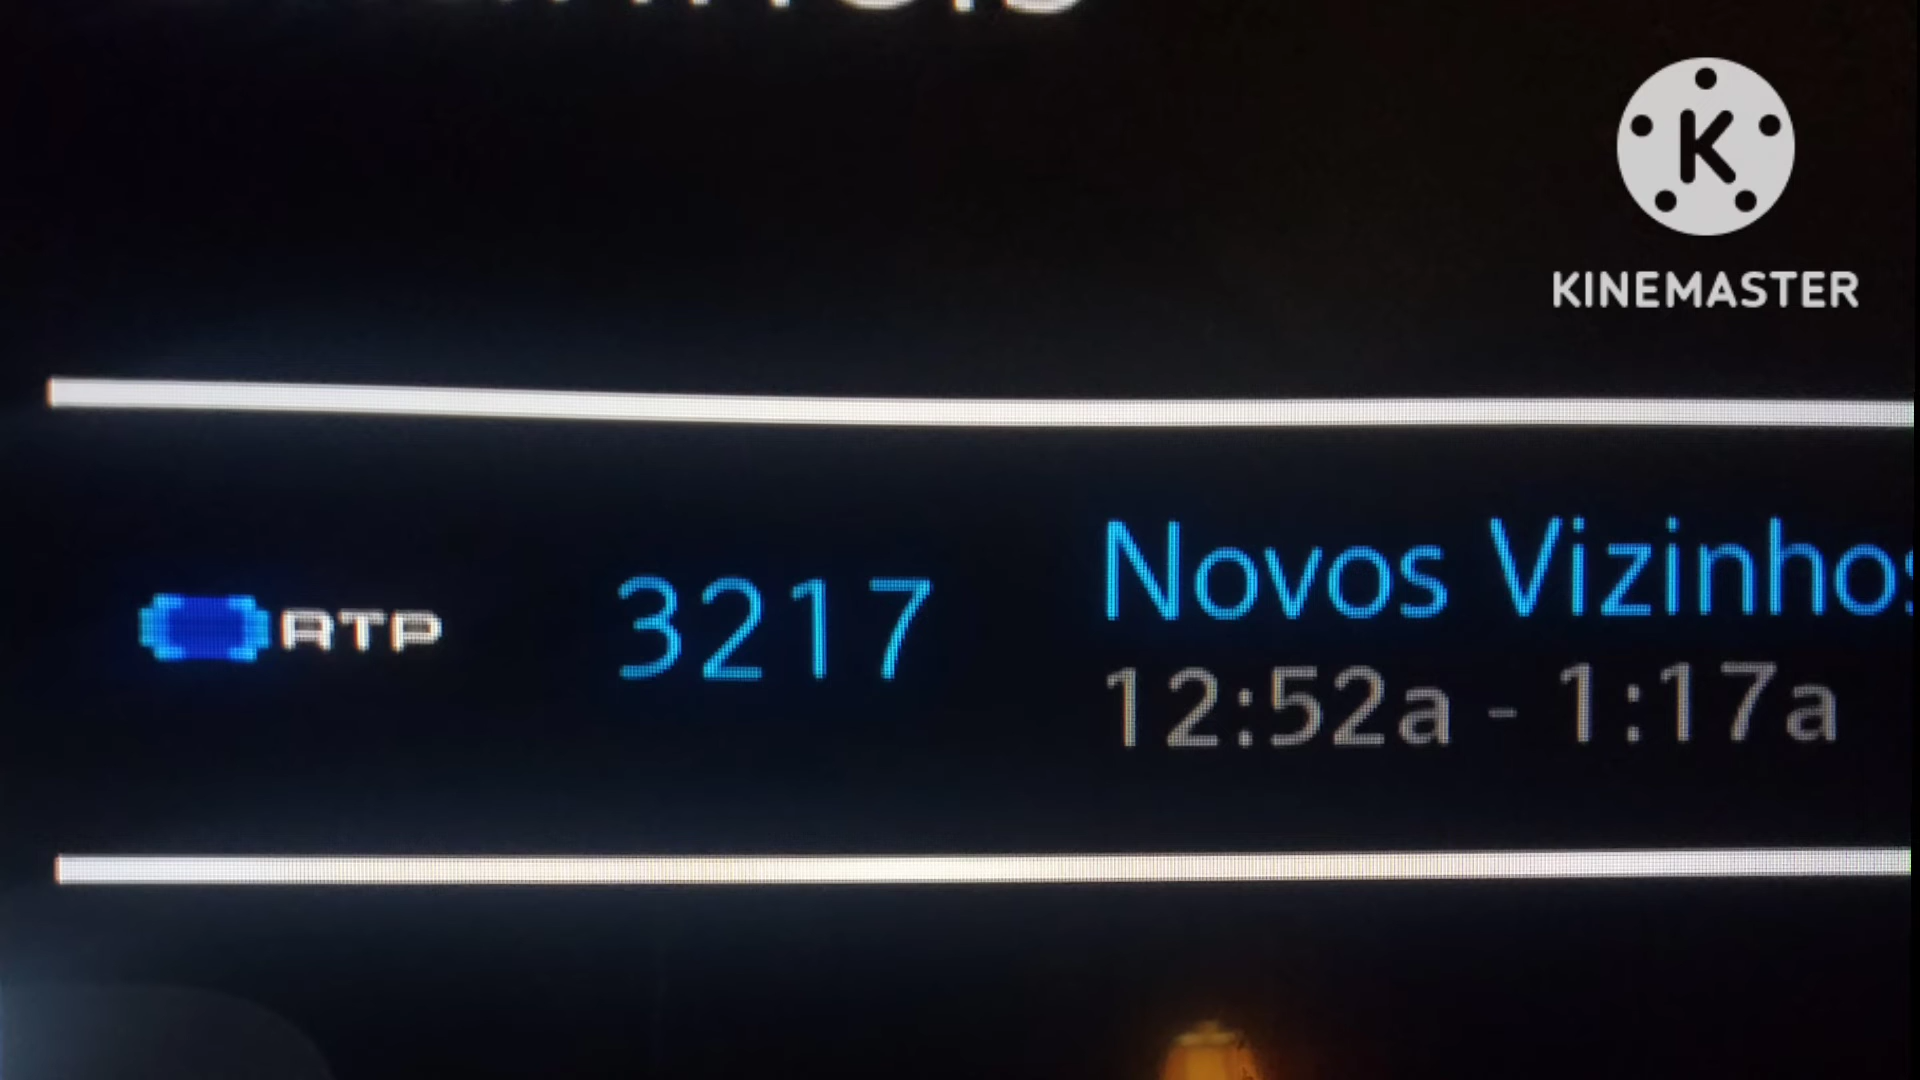 KINEMASTER
RTP
3217
Novos Vizinhos
12:52a - 1:17a